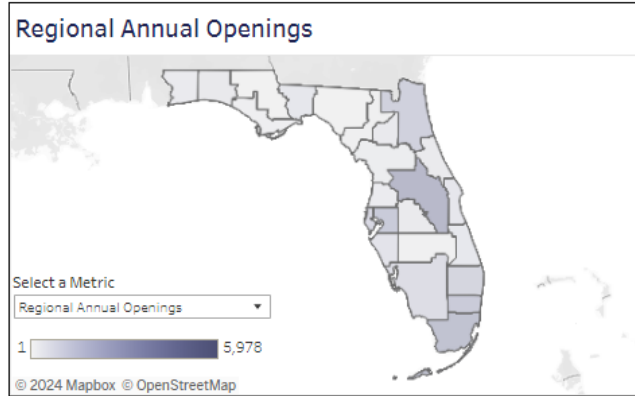 Regional Annual Openings
Select a Metric
Regional Annual Openings
1 5,978
© 2024 Mapbox © OpenStreetMap